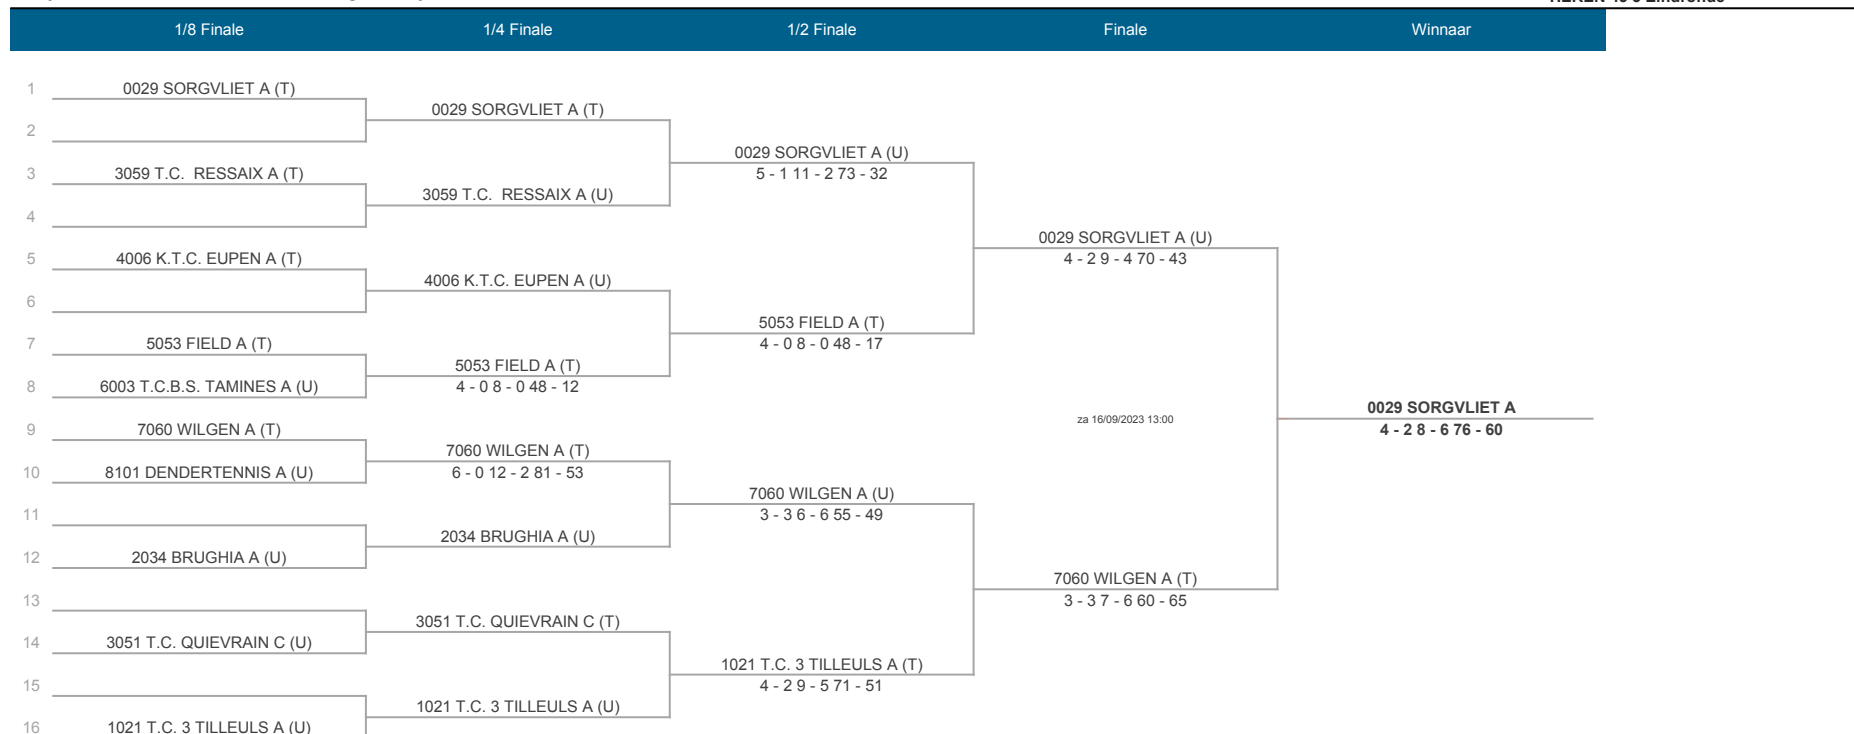 1/8 Finale 1/4 Finale 1/2 Finale Finale Winnaar
1 0029 SORGVLIET A (T)
0029 SORGVLIET A (T)
2
0029 SORGVLIET A (U)
3 3059 T.C. RESSAIX A (T) 5 - 1 11 - 2 73 - 32
3059 T.C. RESSAIX A (U)
4
0029 SORGVLIET A (U)
5 4006 K.T.C. EUPEN A (T) 4 - 2 9 - 4 70 - 43
4006 K.T.C. EUPEN A (U)
6
5053 FIELD A (T)
7 5053 FIELD A (T) 4 - 0 8 - 0 48 - 17
5053 FIELD A (T)
8 6003 T.C.B.S. TAMINES A (U) 4 - 0 8 - 0 48 - 12
0029 SORGVLIET A
za 16/09/2023 13:00
9 7060 WILGEN A (T) 4 - 2 8 - 6 76 - 60
7060 WILGEN A (T)
10 8101 DENDERTENNIS A (U) 6 - 0 12 - 2 81 - 53
7060 WILGEN A (U)
11 3 - 3 6 - 6 55 - 49
2034 BRUGHIA A (U)
12 2034 BRUGHIA A (U)
7060 WILGEN A (T)
13 3 - 3 7 - 6 60 - 65
3051 T.C. QUIEVRAIN C (T)
14 3051 T.C. QUIEVRAIN C (U)
1021 T.C. 3 TILLEULS A (T)
15 4 - 2 9 - 5 71 - 51
1021 T.C. 3 TILLEULS A (U)
16 1021 T.C. 3 TILLEULS A (U)